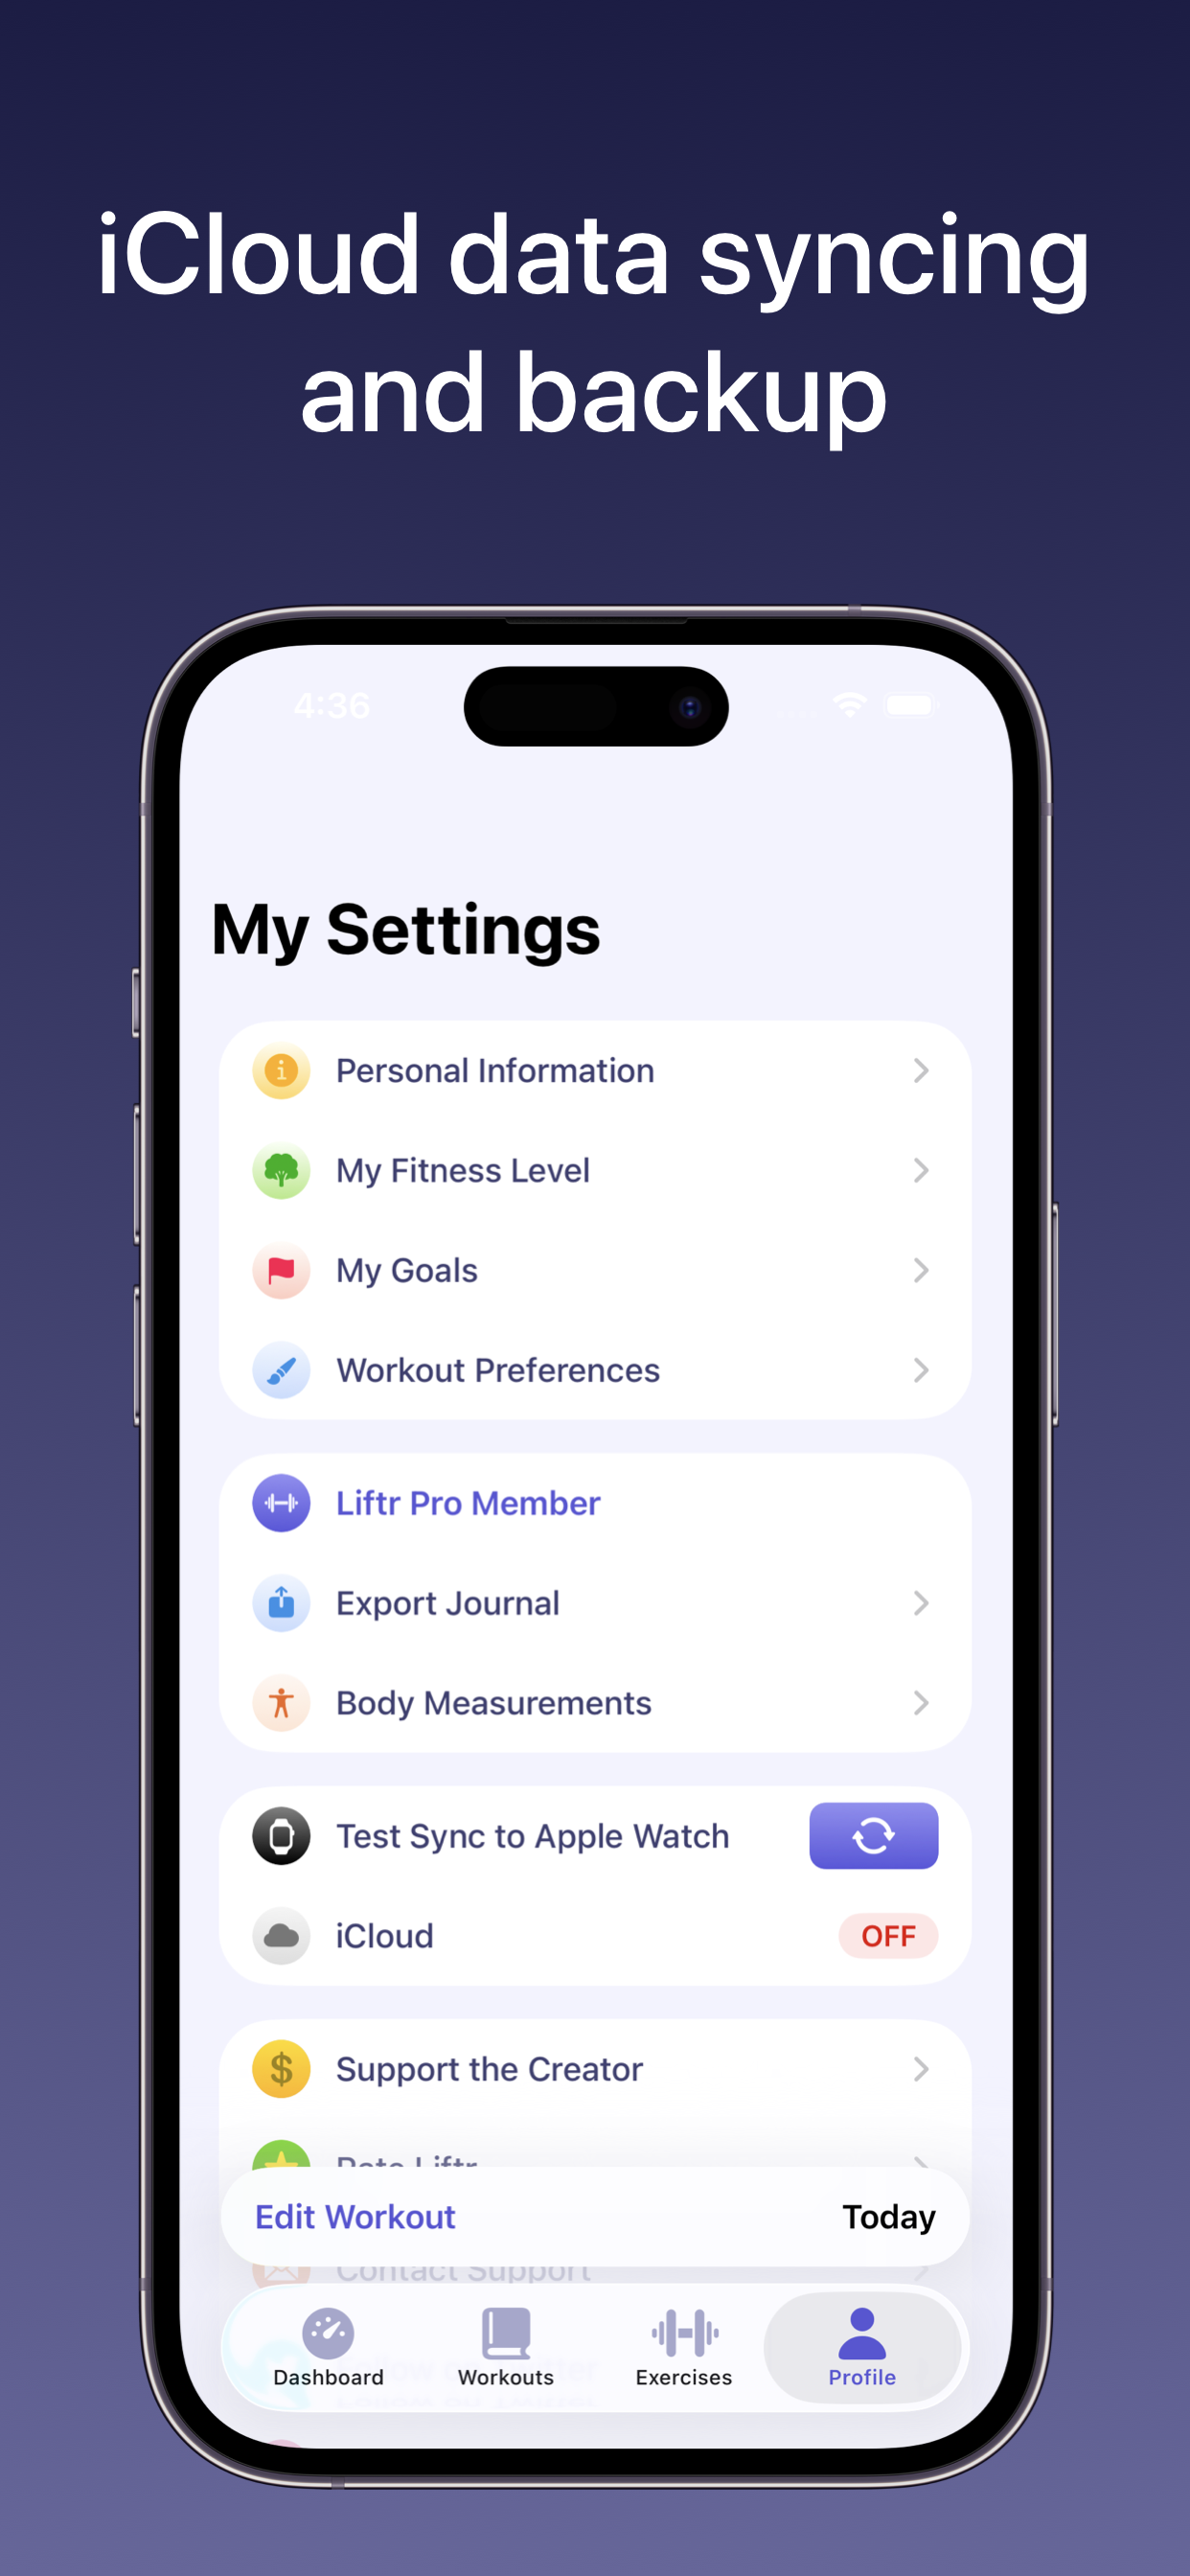 iCloud data syncing
and backup
4:36
My Settings
Personal Information
My Fitness Level
My Goals
Workout Preferences
Liftr Pro Member
Export Journal
Body Measurements
Test Sync to Apple Watch
iCloud OFF
$ Support the Creator
Rate Liftr
Edit Workout Today
Contact Support
Dashboard Workouts Exercises Profile